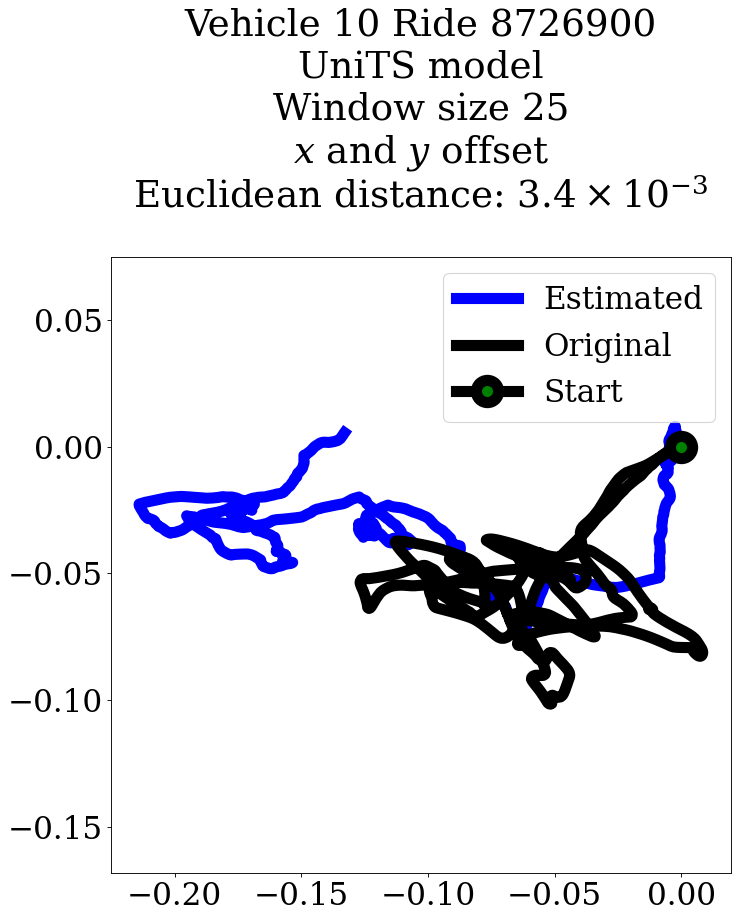 Vehicle 10 Ride 8726900
UniTS model
Window size 25
x and y offset
Euclidean distance: 3.4 × 10⁻³
Estimated
Original
Start
0.05
0.00
−0.05
−0.10
−0.15
−0.20 −0.15 −0.10 −0.05 0.00